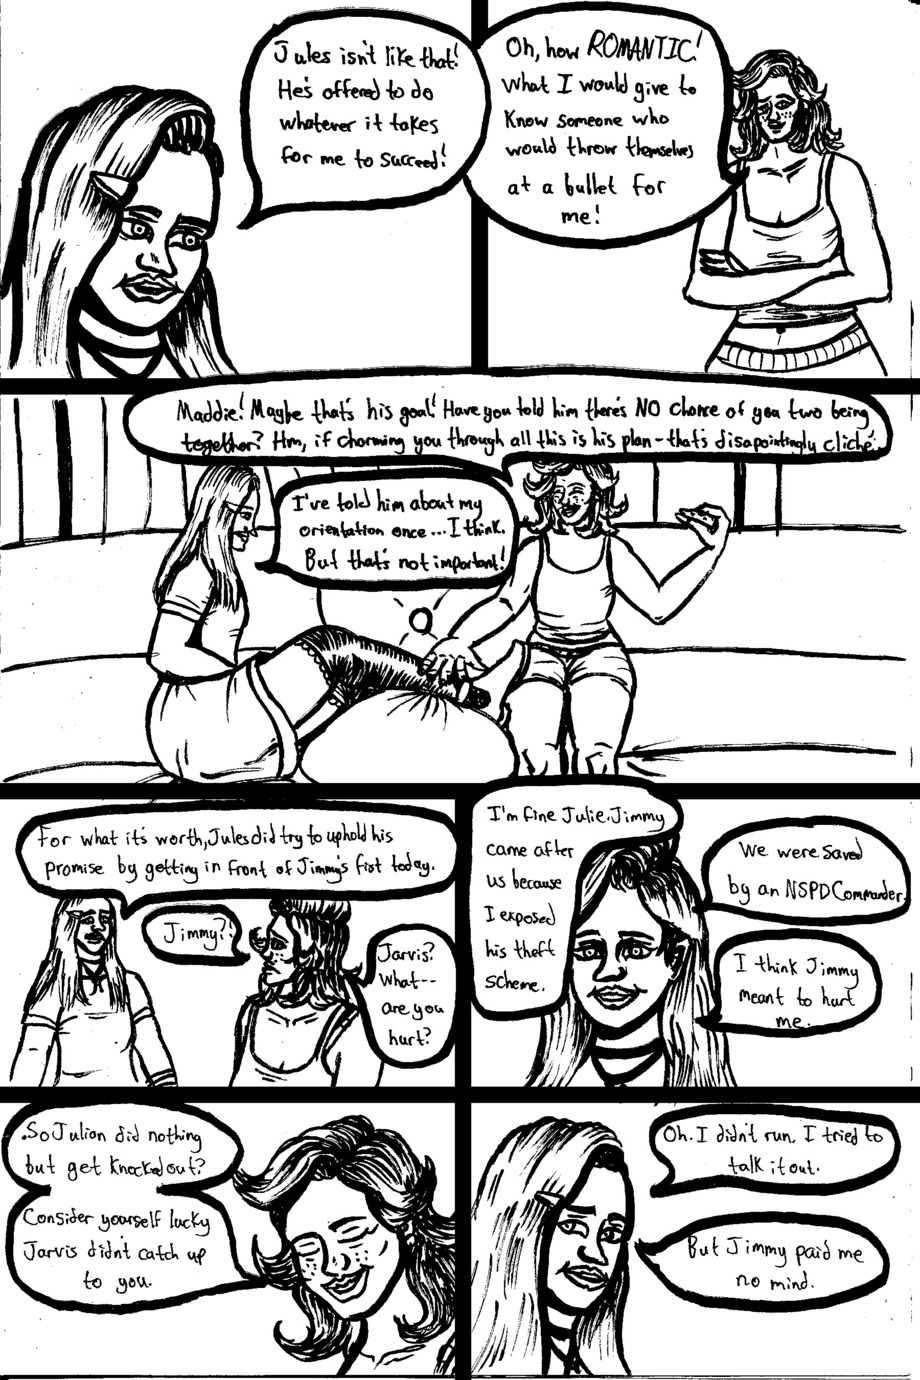 Jules isn't like that!
He's offered to do
whatever it takes
for me to succeed!
Oh, how ROMANTIC!
What I would give to
know someone who
would throw themselves
at a bullet for
me!
Maddie! Maybe that's his goal! Have you told him there's NO chance of you two being
together? Hm, if charming you through all this is his plan-that's disapointingly cliché.
I've told him about my
orientation once...I think.
But that's not important!
For what it's worth, Jules did try to uphold his
promise by getting in front of Jimmy's fist today.
Jimmy?!
Jarvis?
What--
are you
hurt?
I'm fine Julie. Jimmy
came after
us because
I exposed
his theft
scheme.
We were saved
by an NSPD Commander.
I think Jimmy
meant to hurt
me.
So Julian did nothing
but get knocked out?
Consider yourself lucky
Jarvis didn't catch up
to you.
Oh. I didn't run. I tried to
talk it out.
But Jimmy paid me
no mind.